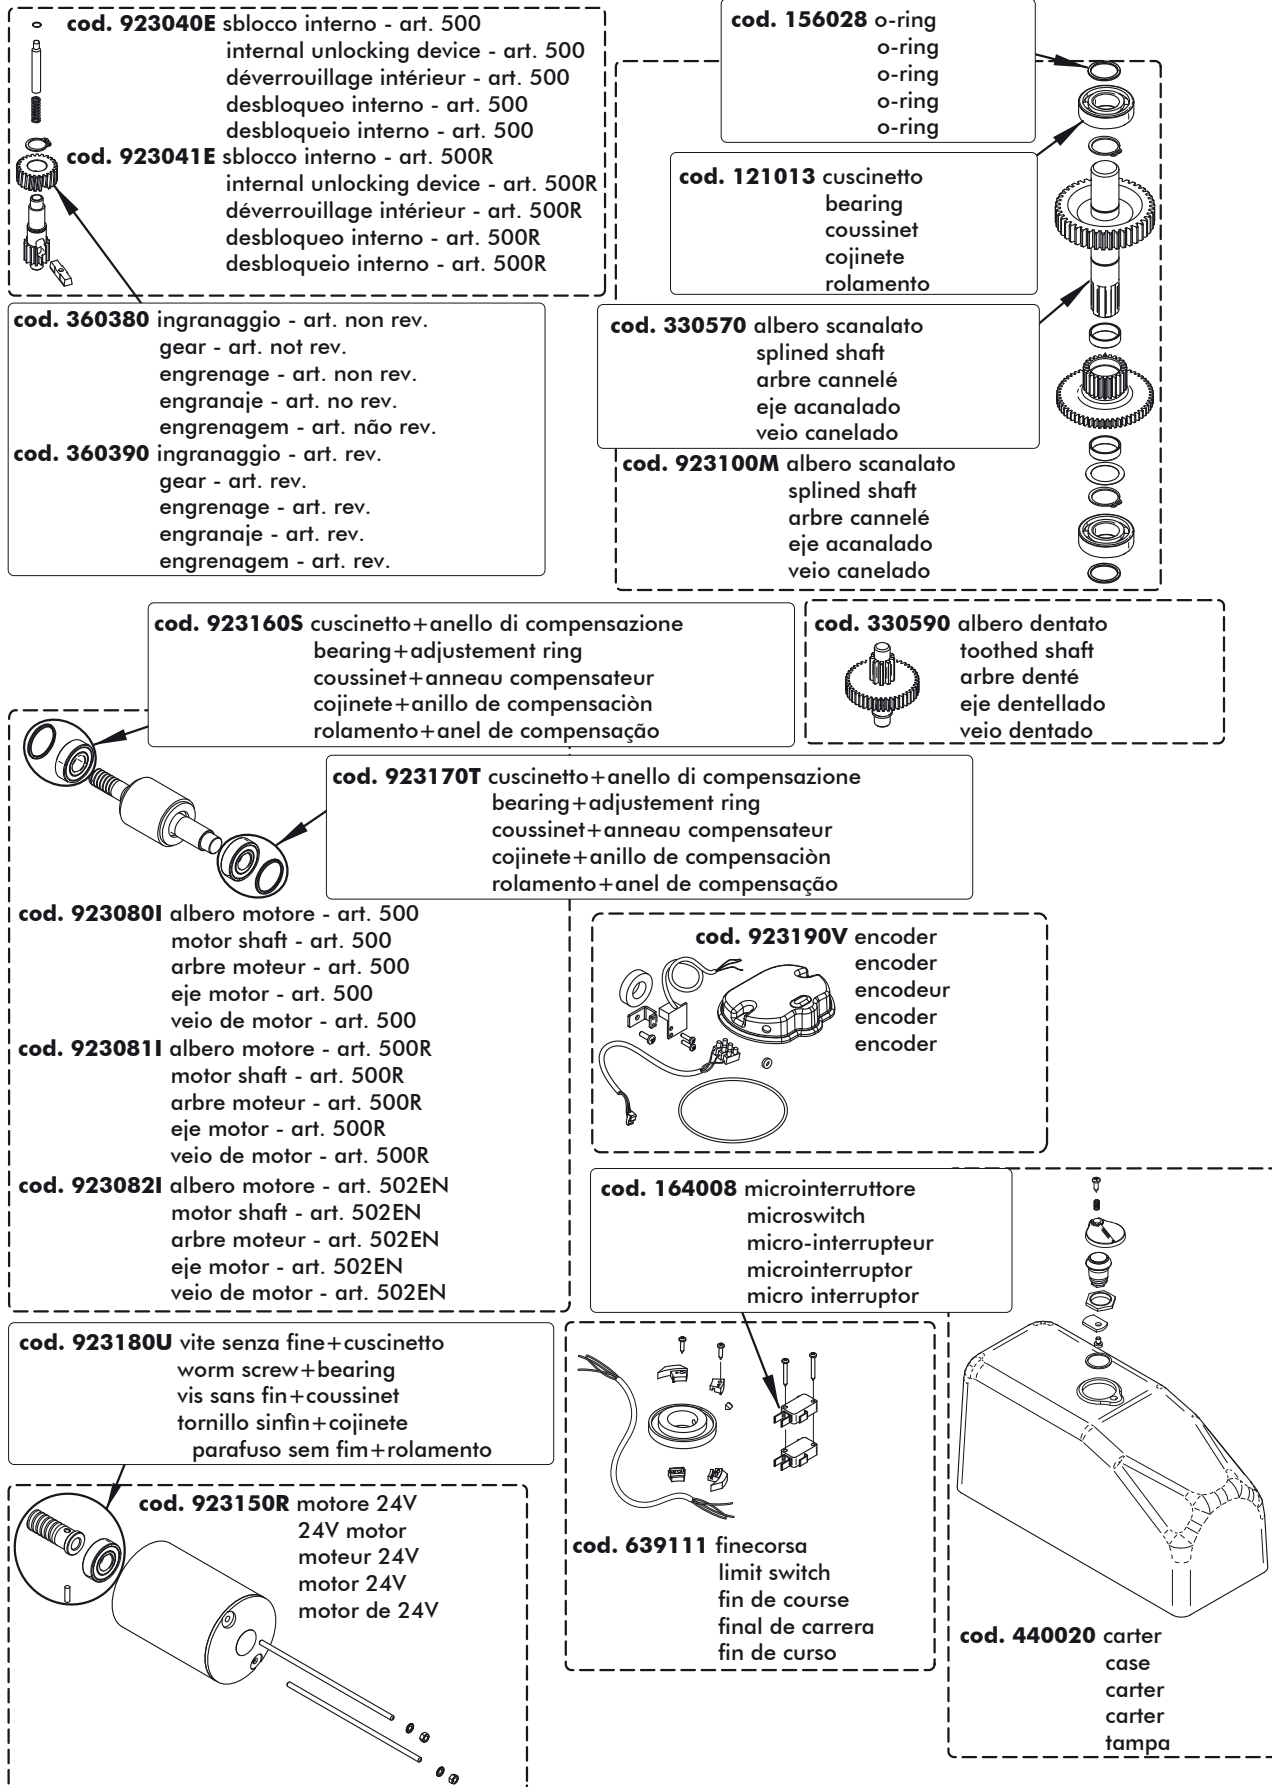 cod. 923040E sblocco interno - art. 500
internal unlocking device - art. 500
déverrouillage intérieur - art. 500
desbloqueo interno - art. 500
desbloqueio interno - art. 500
cod. 923041E sblocco interno - art. 500R
internal unlocking device - art. 500R
déverrouillage intérieur - art. 500R
desbloqueo interno - art. 500R
desbloqueio interno - art. 500R
cod. 360380 ingranaggio - art. non rev.
gear - art. not rev.
engrenage - art. non rev.
engranaje - art. no rev.
engrenagem - art. não rev.
cod. 360390 ingranaggio - art. rev.
gear - art. rev.
engrenage - art. rev.
engranaje - art. rev.
engrenagem - art. rev.
cod. 156028 o-ring
o-ring
o-ring
o-ring
o-ring
cod. 121013 cuscinetto
bearing
coussinet
cojinete
rolamento
cod. 330570 albero scanalato
splined shaft
arbre cannelé
eje acanalado
veio canelado
cod. 923100M albero scanalato
splined shaft
arbre cannelé
eje acanalado
veio canelado
cod. 923160S cuscinetto+anello di compensazione
bearing+adjustement ring
coussinet+anneau compensateur
cojinete+anillo de compensaciòn
rolamento+anel de compensação
cod. 330590 albero dentato
toothed shaft
arbre denté
eje dentellado
veio dentado
cod. 923170T cuscinetto+anello di compensazione
bearing+adjustement ring
coussinet+anneau compensateur
cojinete+anillo de compensaciòn
rolamento+anel de compensação
cod. 923080I albero motore - art. 500
motor shaft - art. 500
arbre moteur - art. 500
eje motor - art. 500
veio de motor - art. 500
cod. 923081I albero motore - art. 500R
motor shaft - art. 500R
arbre moteur - art. 500R
eje motor - art. 500R
veio de motor - art. 500R
cod. 923082I albero motore - art. 502EN
motor shaft - art. 502EN
arbre moteur - art. 502EN
eje motor - art. 502EN
veio de motor - art. 502EN
cod. 923190V encoder
encoder
encodeur
encoder
encoder
cod. 164008 microinterruttore
microswitch
micro-interrupteur
microinterruptor
micro interruptor
cod. 923180U vite senza fine+cuscinetto
worm screw+bearing
vis sans fin+coussinet
tornillo sinfin+cojinete
parafuso sem fim+rolamento
cod. 923150R motore 24V
24V motor
moteur 24V
motor 24V
motor de 24V
cod. 639111 finecorsa
limit switch
fin de course
final de carrera
fin de curso
cod. 440020 carter
case
carter
carter
tampa